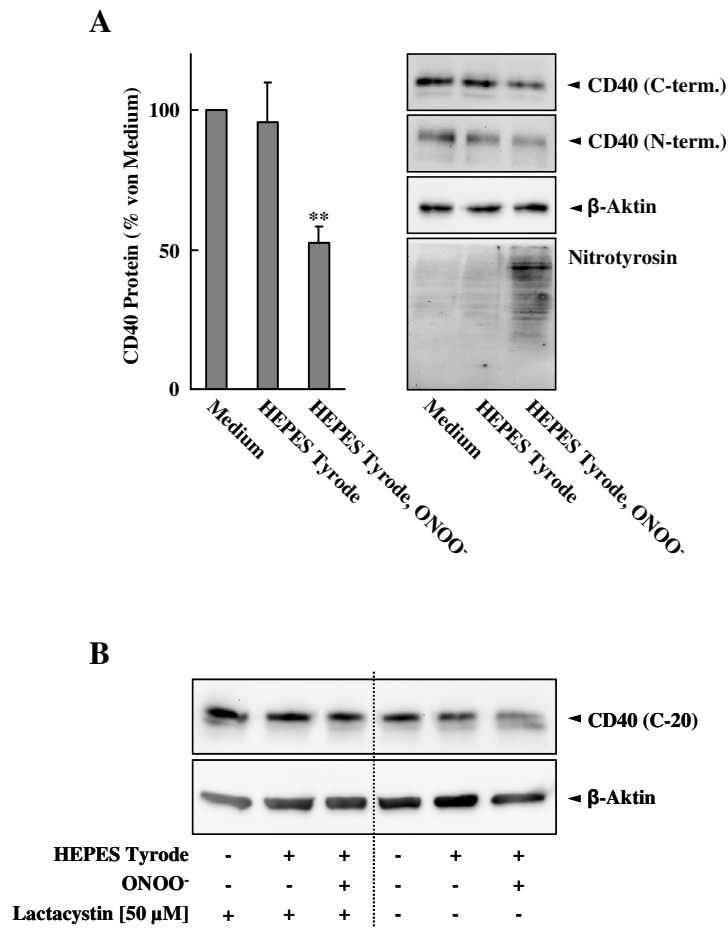 A
CD40 Protein (% von Medium)
100
50
0
**
Medium
HEPES Tyrode
HEPES Tyrode, ONOO⁻
CD40 (C-term.)
CD40 (N-term.)
β-Aktin
Nitrotyrosin
Medium
HEPES Tyrode
HEPES Tyrode, ONOO⁻
B
CD40 (C-20)
β-Aktin
HEPES Tyrode - + + - + +
ONOO⁻ - - + - - +
Lactacystin [50 µM] + + + - - -